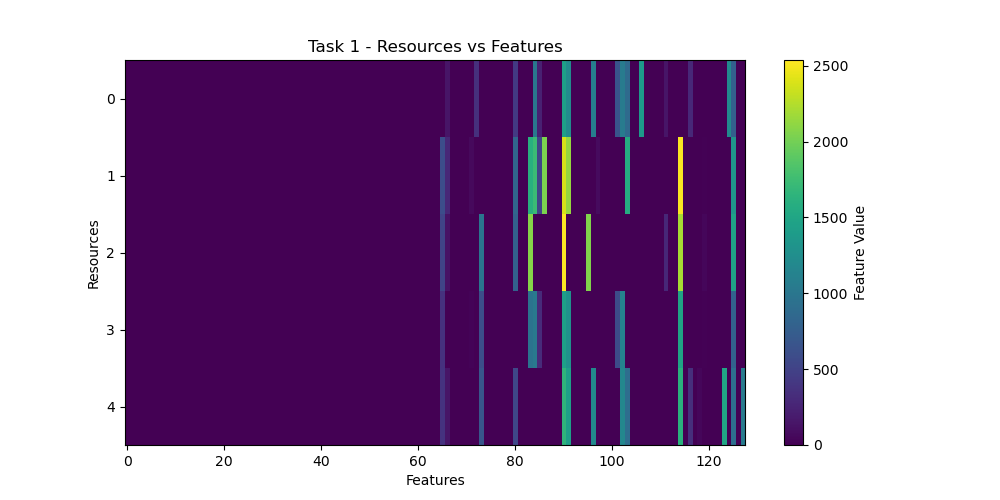 Task 1 - Resources vs Features
Resources
0
1
2
3
4
0 20 40 60 80 100 120
Features
2500
2000
1500
1000
500
0
Feature Value